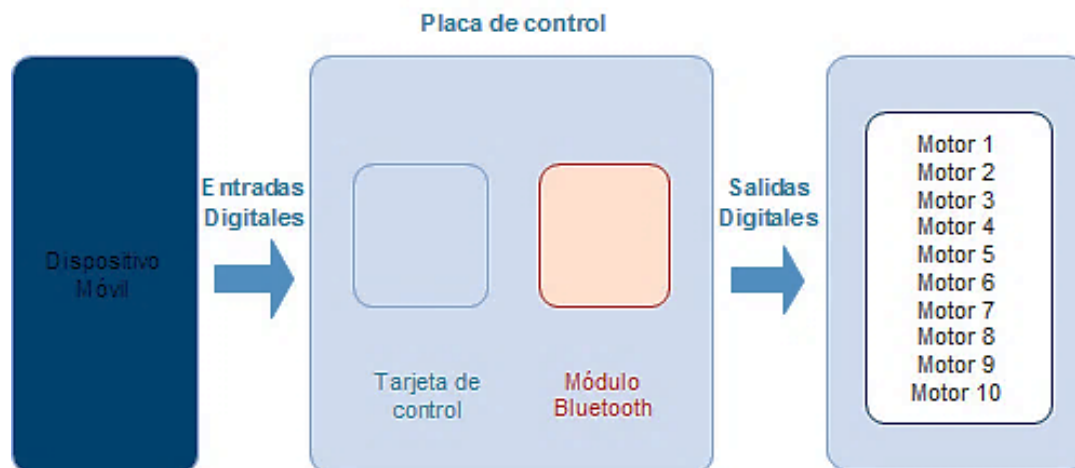 Placa de control
Dispositivo
Móvil
Entradas
Digitales
Tarjeta de
control
Módulo
Bluetooth
Salidas
Digitales
Motor 1
Motor 2
Motor 3
Motor 4
Motor 5
Motor 6
Motor 7
Motor 8
Motor 9
Motor 10